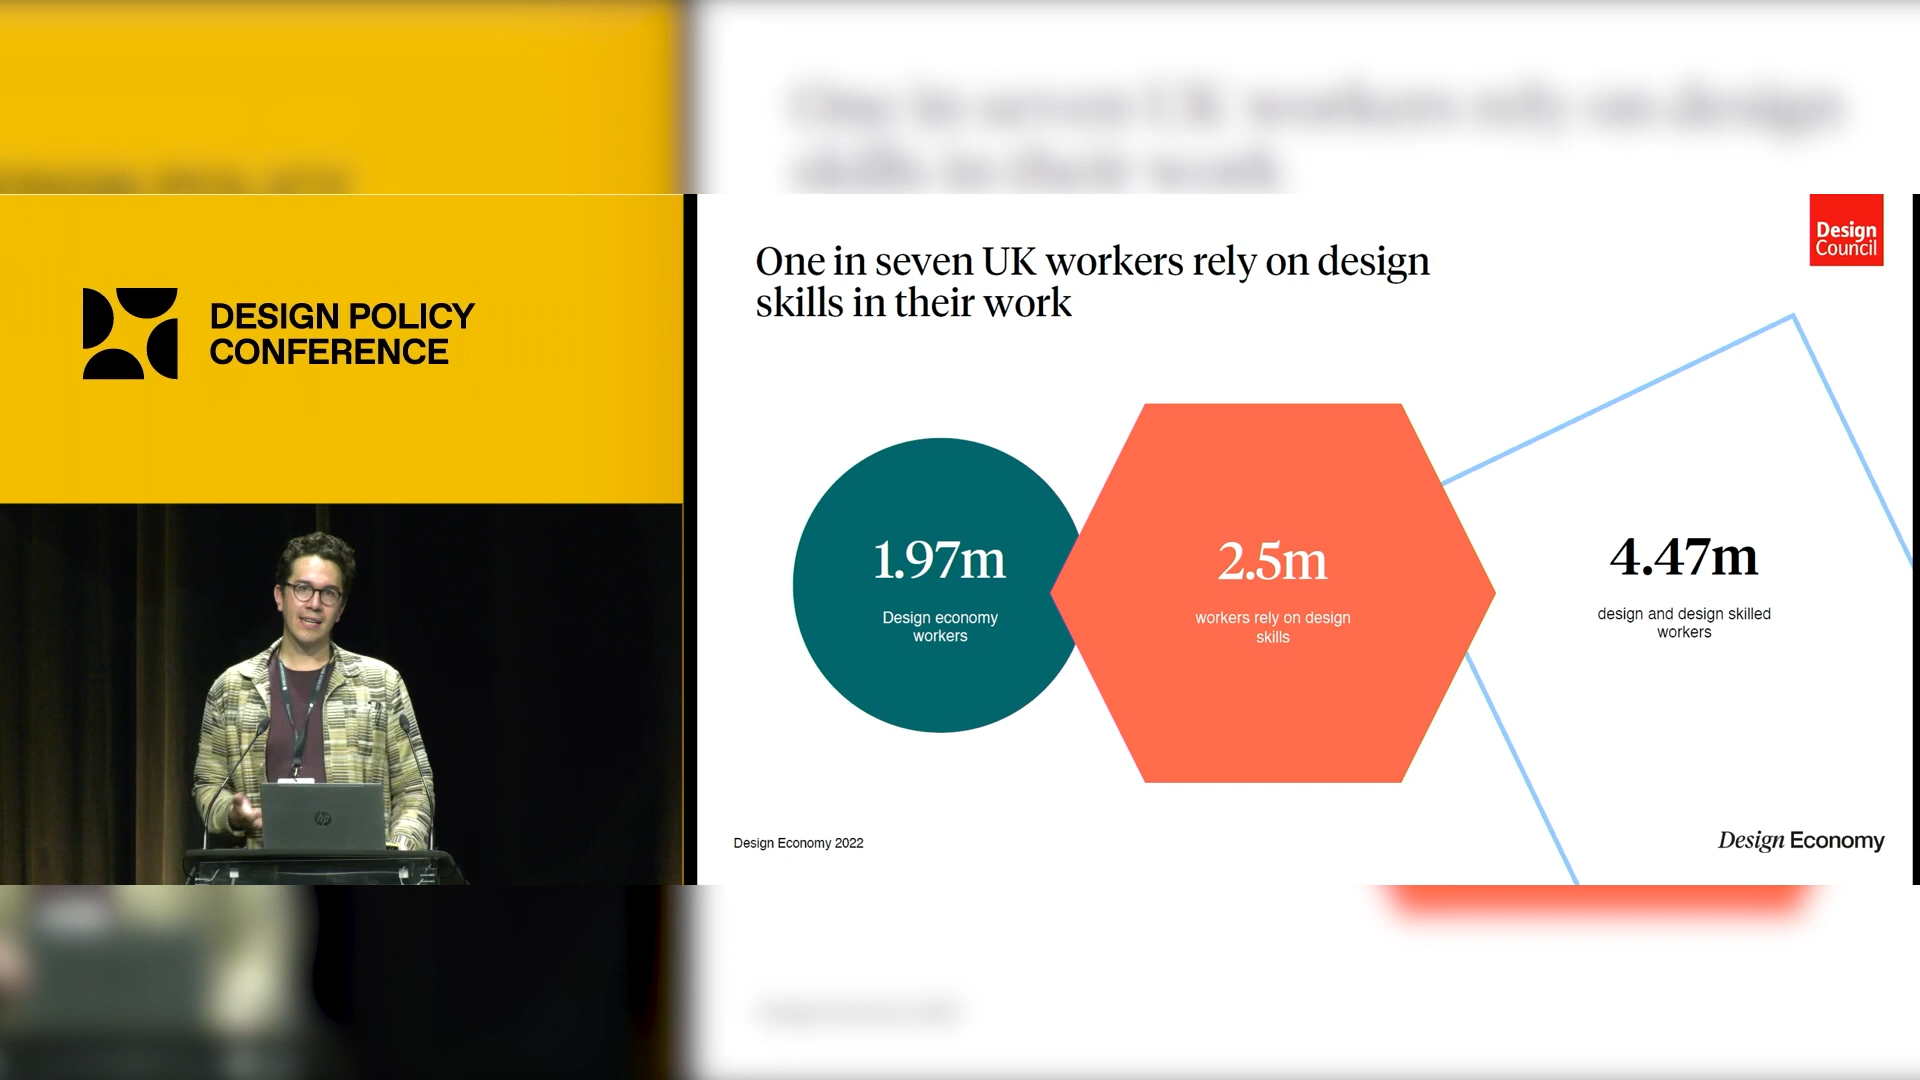 DESIGN POLICY
CONFERENCE
One in seven UK workers rely on design
skills in their work
Design
Council
1.97m
Design economy
workers
2.5m
workers rely on design
skills
4.47m
design and design skilled
workers
hp
Design Economy 2022
Design Economy